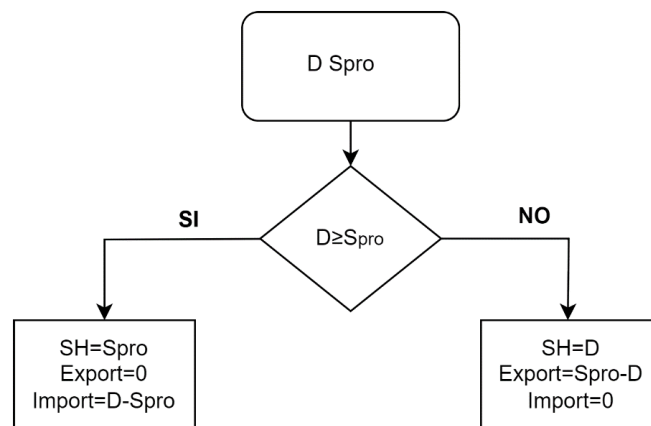 D Spro
SI
NO
D≥Spro
SH=Spro
Export=0
Import=D-Spro
SH=D
Export=Spro-D
Import=0